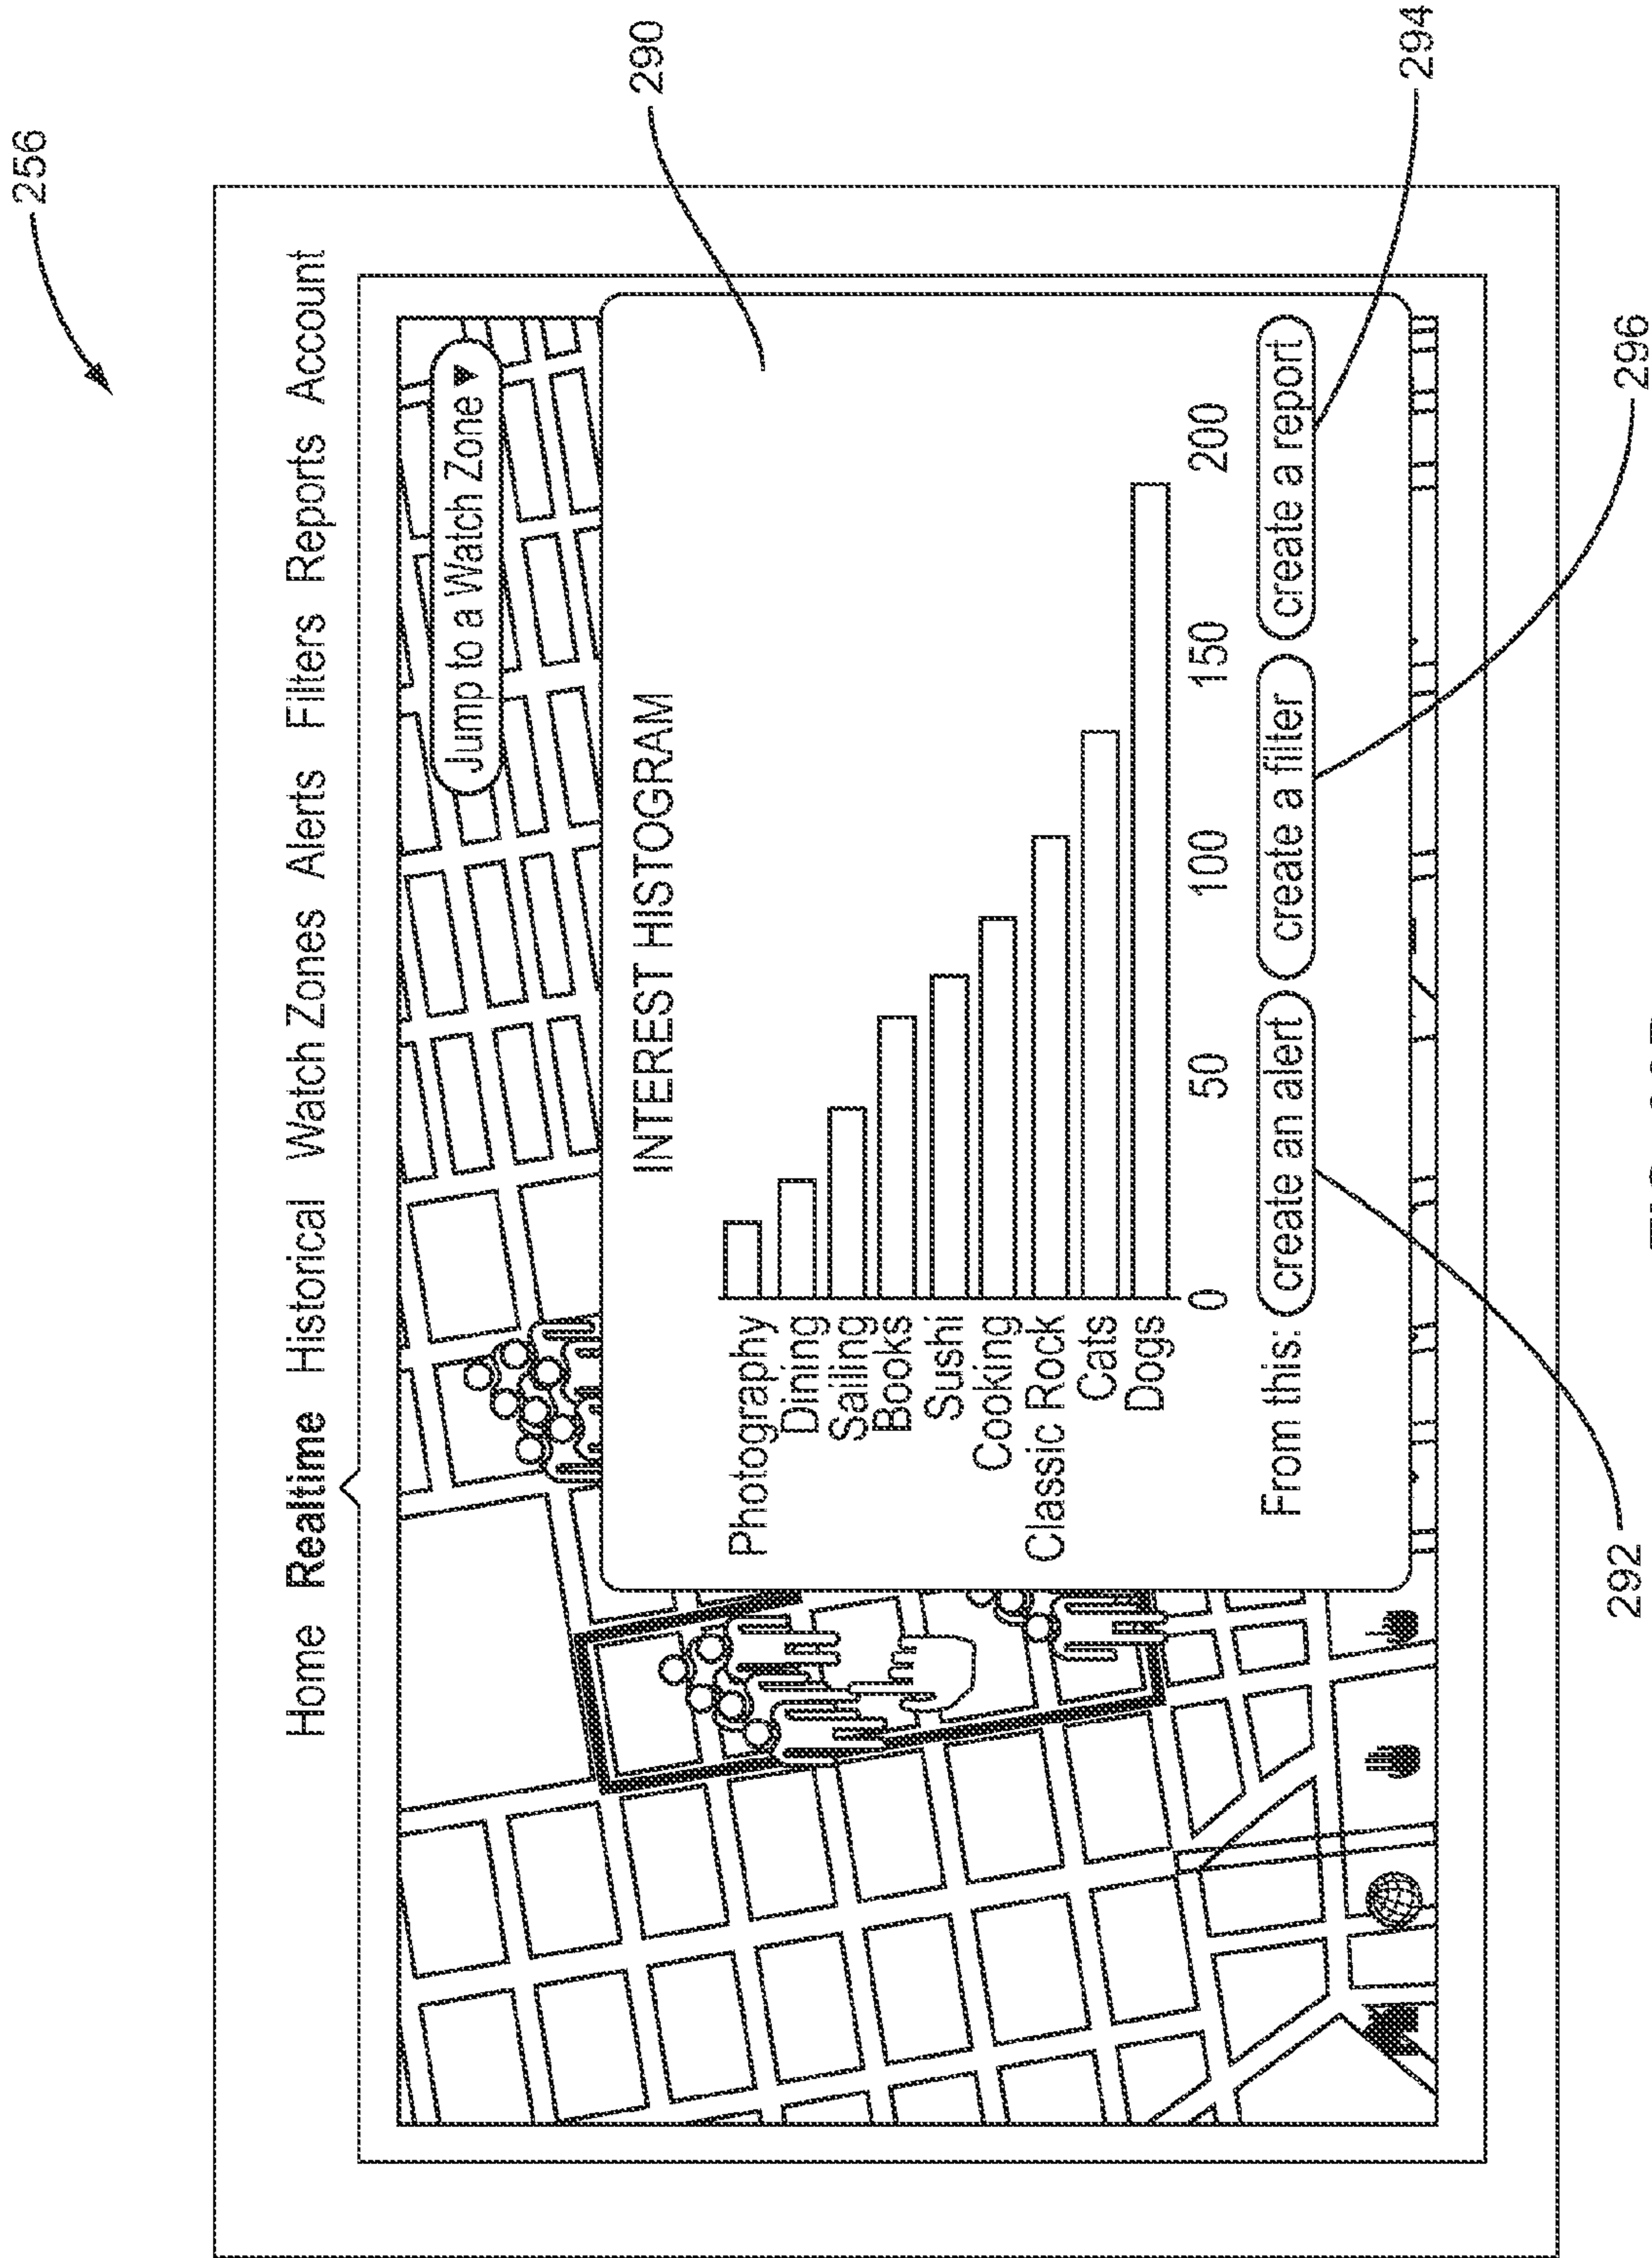 256
Home Realtime Historical Watch Zones Alerts Filters Reports Account
Jump to a Watch Zone
290
INTEREST HISTOGRAM
Photography
Dining
Sailing
Books
Sushi
Cooking
Classic Rock
Cats
Dogs
0 50 100 150 200
From this: create an alert create a filter create a report
294
292
296